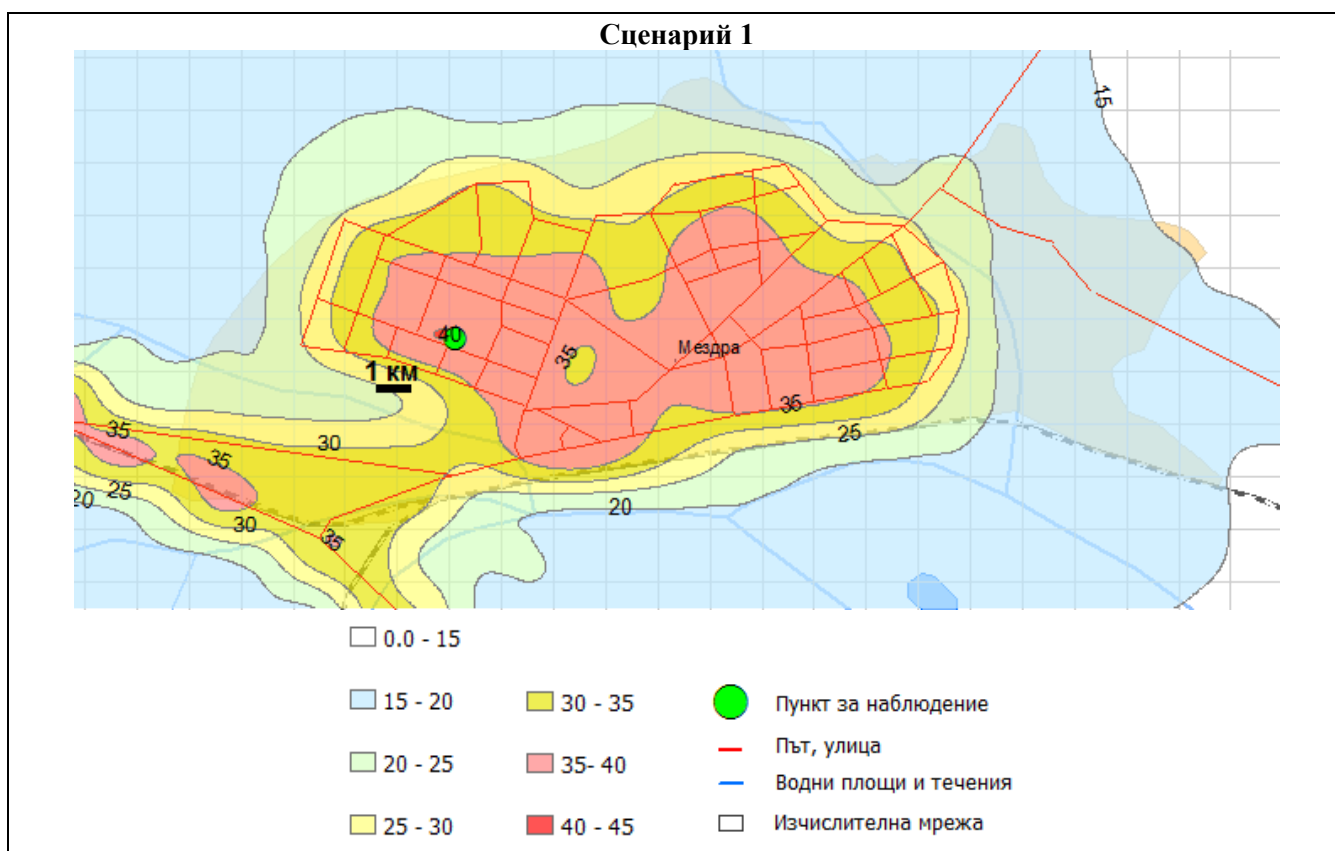 Сценарий 1
15
40
35
Мездра
1 км
35
35
30
35
25
25
20
20
30
35
0.0 - 15
15 - 20
30 - 35
Пункт за наблюдение
Път, улица
20 - 25
35- 40
Водни площи и течения
25 - 30
40 - 45
Изчислителна мрежа